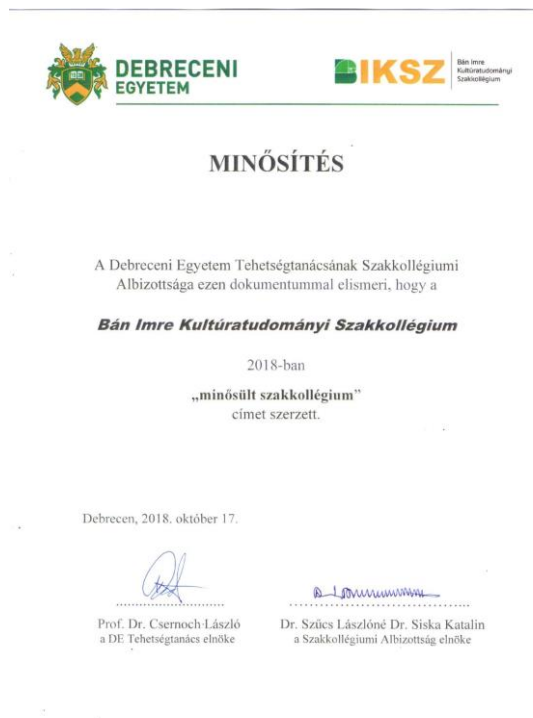 DEBRECENI
EGYETEM
BIKSZ
Bán Imre
Kultúratudományi
Szakkollégium
MINŐSÍTÉS
A Debreceni Egyetem Tehetségtanácsának Szakkollégiumi
Albizottsága ezen dokumentummal elismeri, hogy a
Bán Imre Kultúratudományi Szakkollégium
2018-ban
„minősült szakkollégium”
címet szerzett.
Debrecen, 2018. október 17.
Prof. Dr. Csernoch László
a DE Tehetségtanács elnöke
Dr. Szűcs Lászlóné Dr. Siska Katalin
a Szakkollégiumi Albizottság elnöke